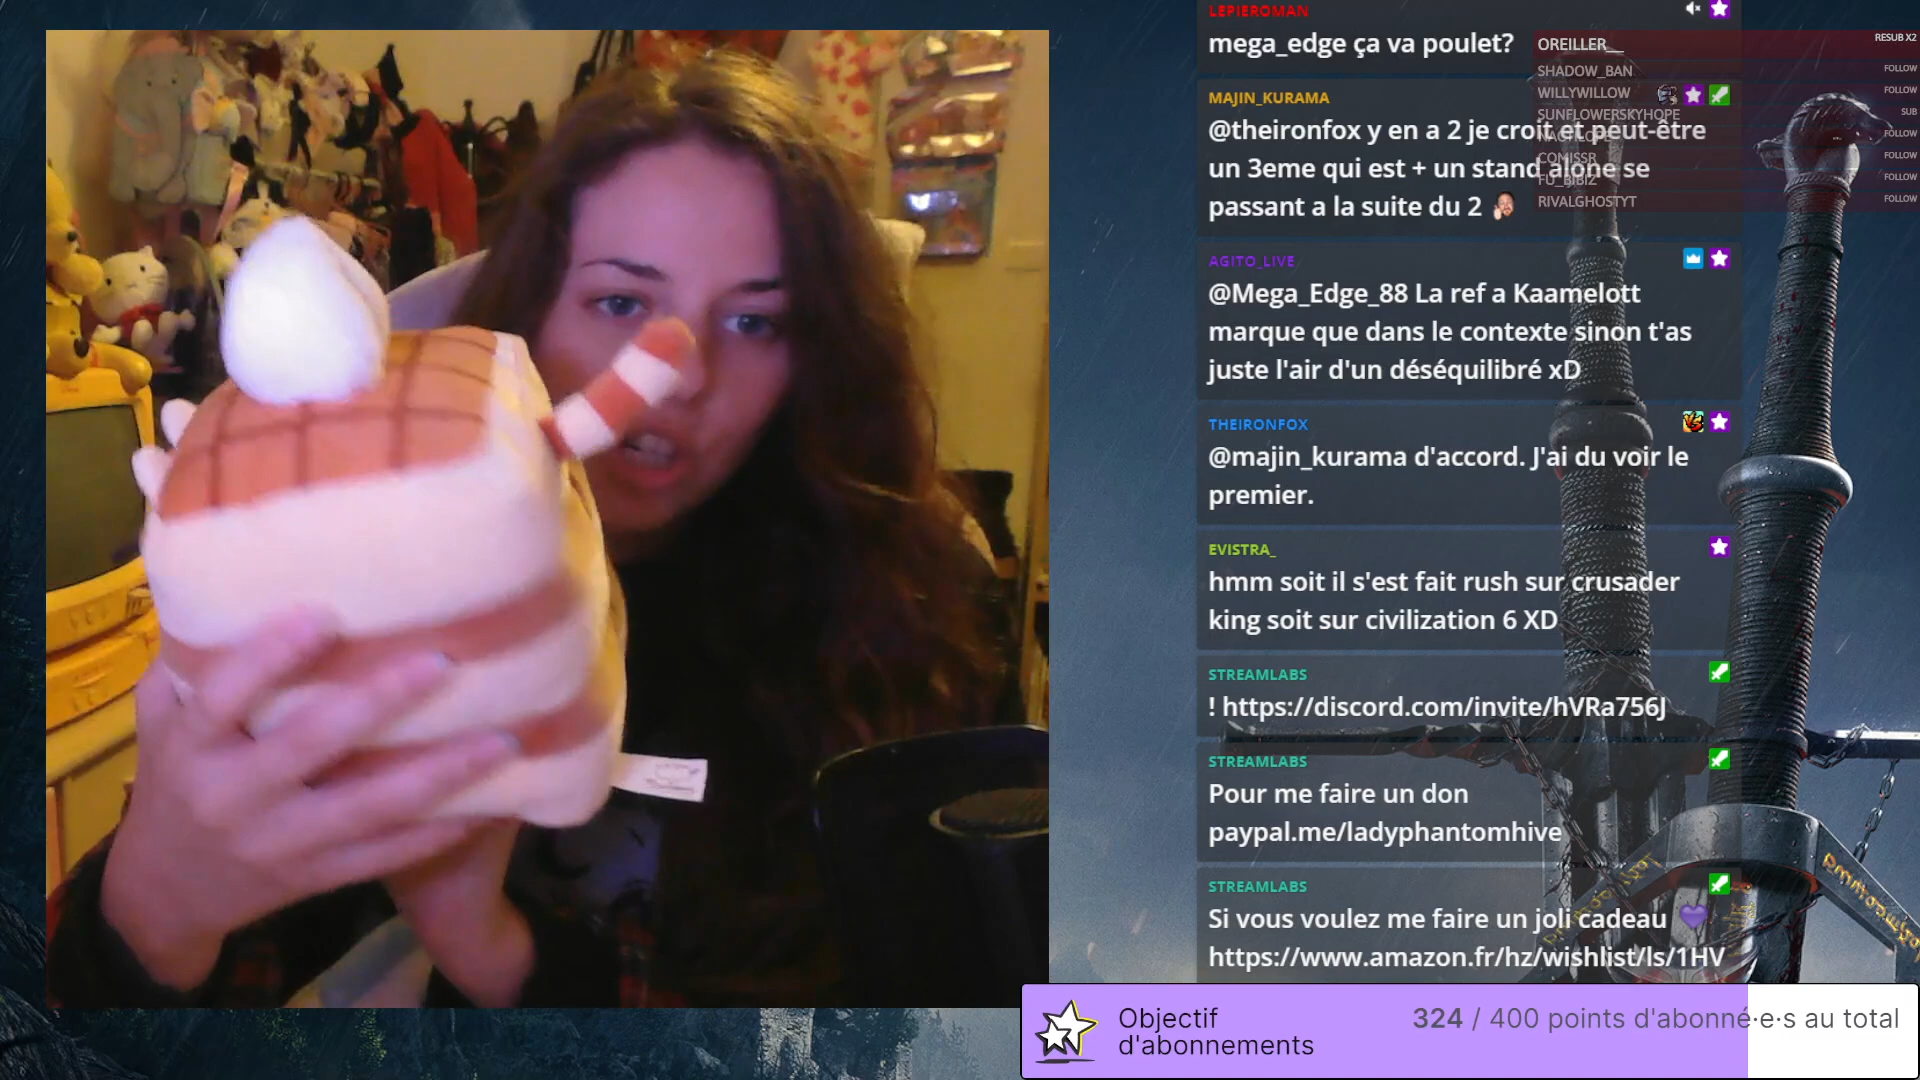 LEPIEROMAN
mega_edge ça va poulet?
MAJIN_KURAMA
@theironfox y en a 2 je croit et peut-être
un 3eme qui est + un stand alone se
passant a la suite du 2
AGITO_LIVE
@Mega_Edge_88 La ref a Kaamelott
marque que dans le contexte sinon t'as
juste l'air d'un déséquilibré xD
THEIRONFOX
@majin_kurama d'accord. J'ai du voir le
premier.
EVISTRA_
hmm soit il s'est fait rush sur crusader
king soit sur civilization 6 XD
STREAMLABS
! https://discord.com/invite/hVRa756J
STREAMLABS
Pour me faire un don
paypal.me/ladyphantomhive
STREAMLABS
Si vous voulez me faire un joli cadeau
https://www.amazon.fr/hz/wishlist/ls/1HV
OREILLER__ RESUB X2
SHADOW_BAN FOLLOW
WILLYWILLOW FOLLOW
SUNFLOWERSKYHOPE SUB
FOLLOW
COMISSR FOLLOW
FU_BIBIZ FOLLOW
RIVALGHOSTYT FOLLOW
Objectif
d'abonnements
324 / 400 points d'abonné·e·s au total